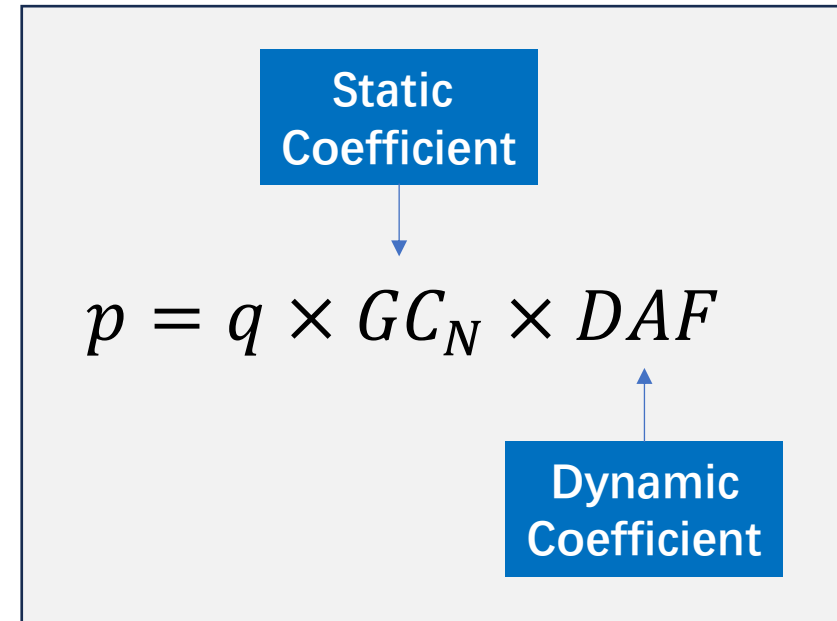 Static
Coefficient
p = q × GC_N × DAF
Dynamic
Coefficient